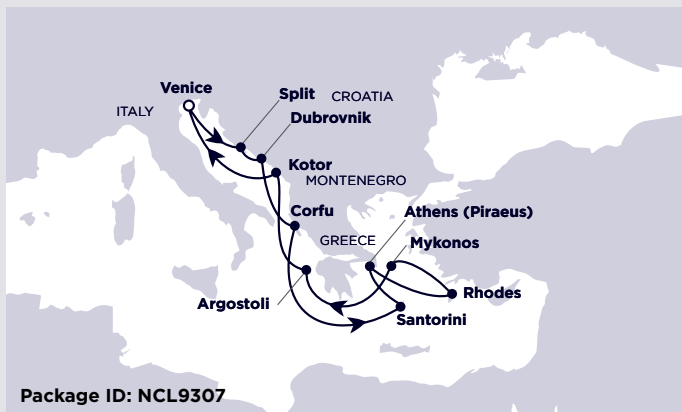 Venice
Split
CROATIA
ITALY
Dubrovnik
Kotor
MONTENEGRO
Corfu
Athens (Piraeus)
GREECE
Mykonos
Argostoli
Rhodes
Santorini
Package ID: NCL9307